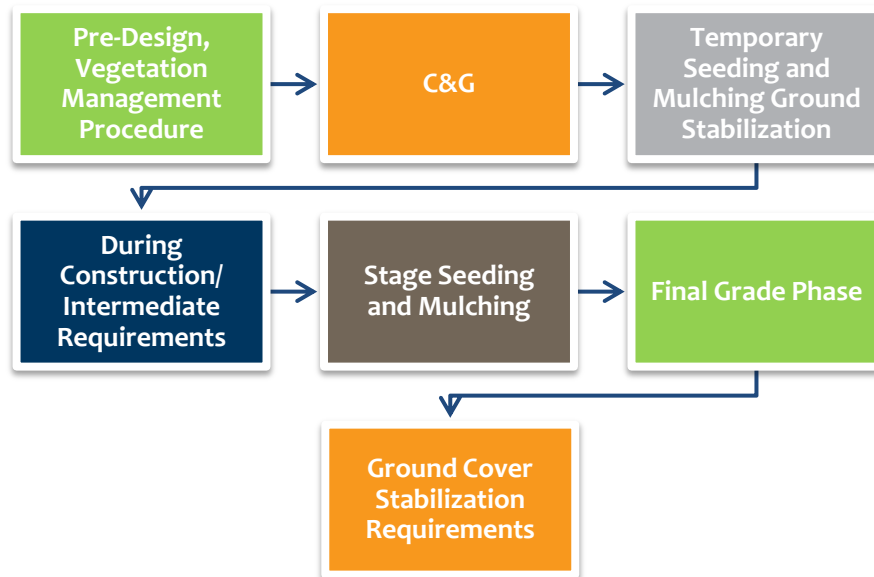 Pre-Design,
Vegetation
Management
Procedure
C&G
Temporary
Seeding and
Mulching Ground
Stabilization
During
Construction/
Intermediate
Requirements
Stage Seeding
and Mulching
Final Grade Phase
Ground Cover
Stabilization
Requirements